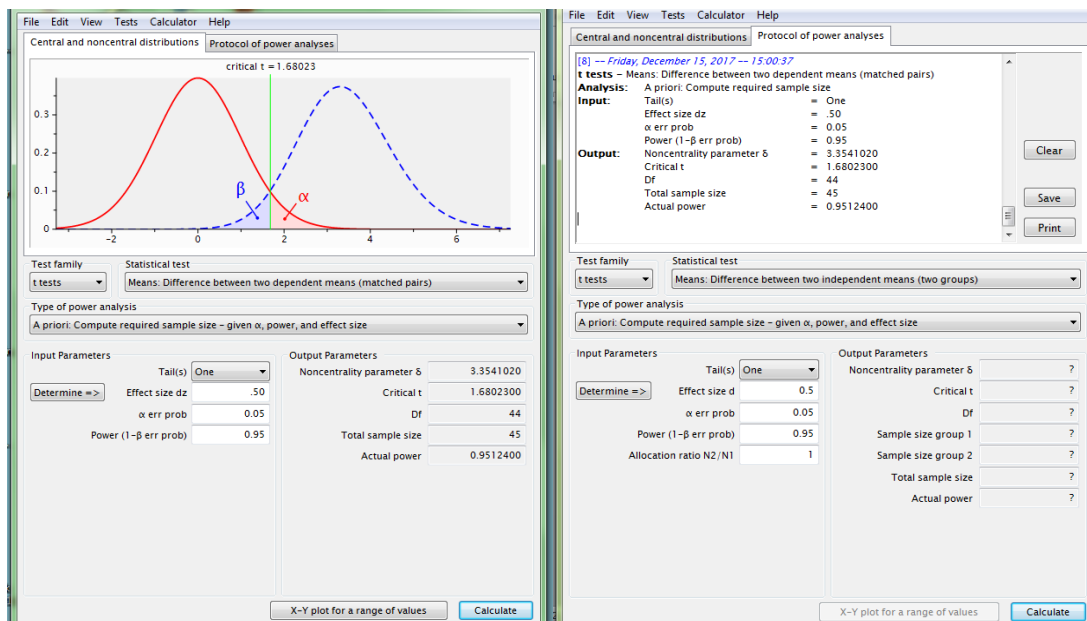 File Edit View Tests Calculator Help
Central and noncentral distributions Protocol of power analyses
critical t = 1.68023
0.3
0.2
0.1
0
β
α
-2 0 2 4 6
Test family Statistical test
t tests Means: Difference between two dependent means (matched pairs)
Type of power analysis
A priori: Compute required sample size – given α, power, and effect size
Input Parameters Output Parameters
Tail(s) One Noncentrality parameter δ 3.3541020
Determine => Effect size dz .50 Critical t 1.6802300
α err prob 0.05 Df 44
Power (1-β err prob) 0.95 Total sample size 45
Actual power 0.9512400
X-Y plot for a range of values Calculate
File Edit View Tests Calculator Help
Central and noncentral distributions Protocol of power analyses
[8] -- Friday, December 15, 2017 -- 15:00:37
t tests – Means: Difference between two dependent means (matched pairs)
Analysis: A priori: Compute required sample size
Input: Tail(s) = One
Effect size dz = .50
α err prob = 0.05
Power (1-β err prob) = 0.95
Output: Noncentrality parameter δ = 3.3541020
Critical t = 1.6802300
Df = 44
Total sample size = 45
Actual power = 0.9512400
Clear
Save
Print
Test family Statistical test
t tests Means: Difference between two independent means (two groups)
Type of power analysis
A priori: Compute required sample size – given α, power, and effect size
Input Parameters Output Parameters
Tail(s) One Noncentrality parameter δ ?
Determine => Effect size d 0.5 Critical t ?
α err prob 0.05 Df ?
Power (1-β err prob) 0.95 Sample size group 1 ?
Allocation ratio N2/N1 1 Sample size group 2 ?
Total sample size ?
Actual power ?
X-Y plot for a range of values Calculate